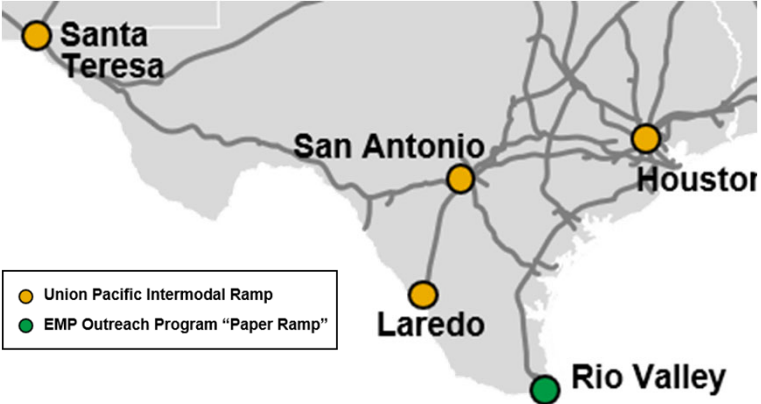 Santa
Teresa
San Antonio
Houston
Union Pacific Intermodal Ramp
EMP Outreach Program “Paper Ramp”
Laredo
Rio Valley